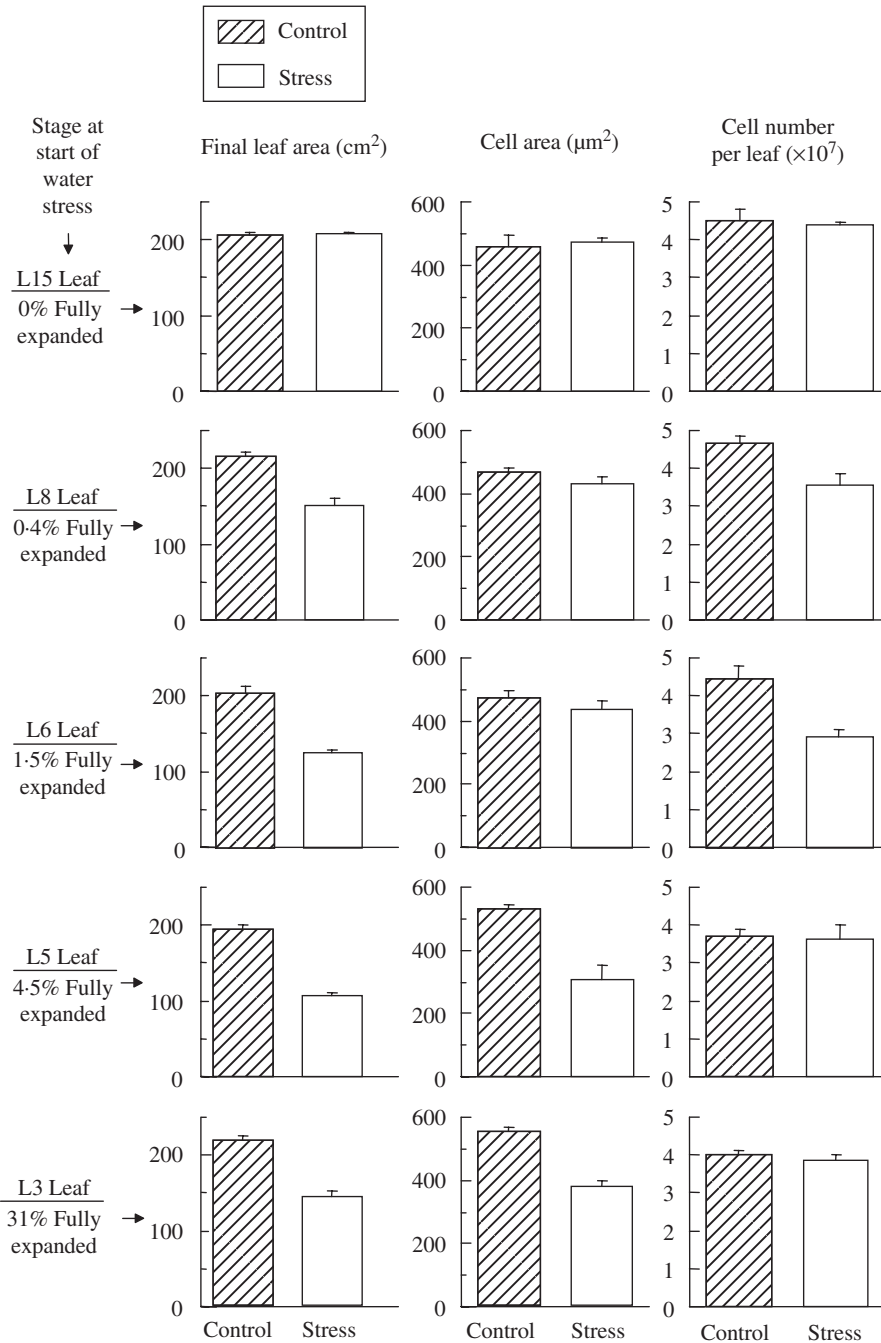 Control
Stress
Stage at
start of
water
stress
Final leaf area (cm²)
Cell area (µm²)
Cell number
per leaf (×10⁷)
L15 Leaf
0% Fully
expanded
200
100
0
600
400
200
0
5
4
3
2
1
0
L8 Leaf
0·4% Fully
expanded
200
100
0
600
400
200
0
5
4
3
2
1
0
L6 Leaf
1·5% Fully
expanded
200
100
0
600
400
200
0
5
4
3
2
1
0
L5 Leaf
4·5% Fully
expanded
200
100
0
600
400
200
0
5
4
3
2
1
0
L3 Leaf
31% Fully
expanded
200
100
0
600
400
200
0
5
4
3
2
1
0
Control Stress
Control Stress
Control Stress